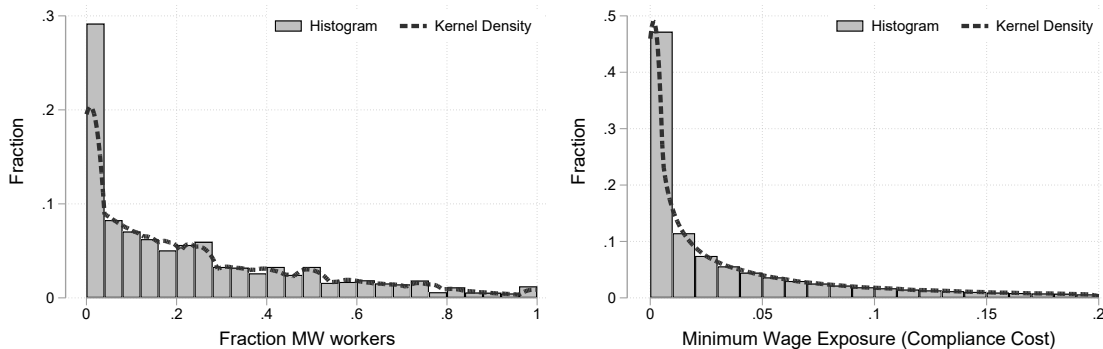 Histogram Kernel Density
Fraction
.3
.2
.1
0
0 .2 .4 .6 .8 1
Fraction MW workers
Histogram Kernel Density
Fraction
.5
.4
.3
.2
.1
0
0 .05 .1 .15 .2
Minimum Wage Exposure (Compliance Cost)